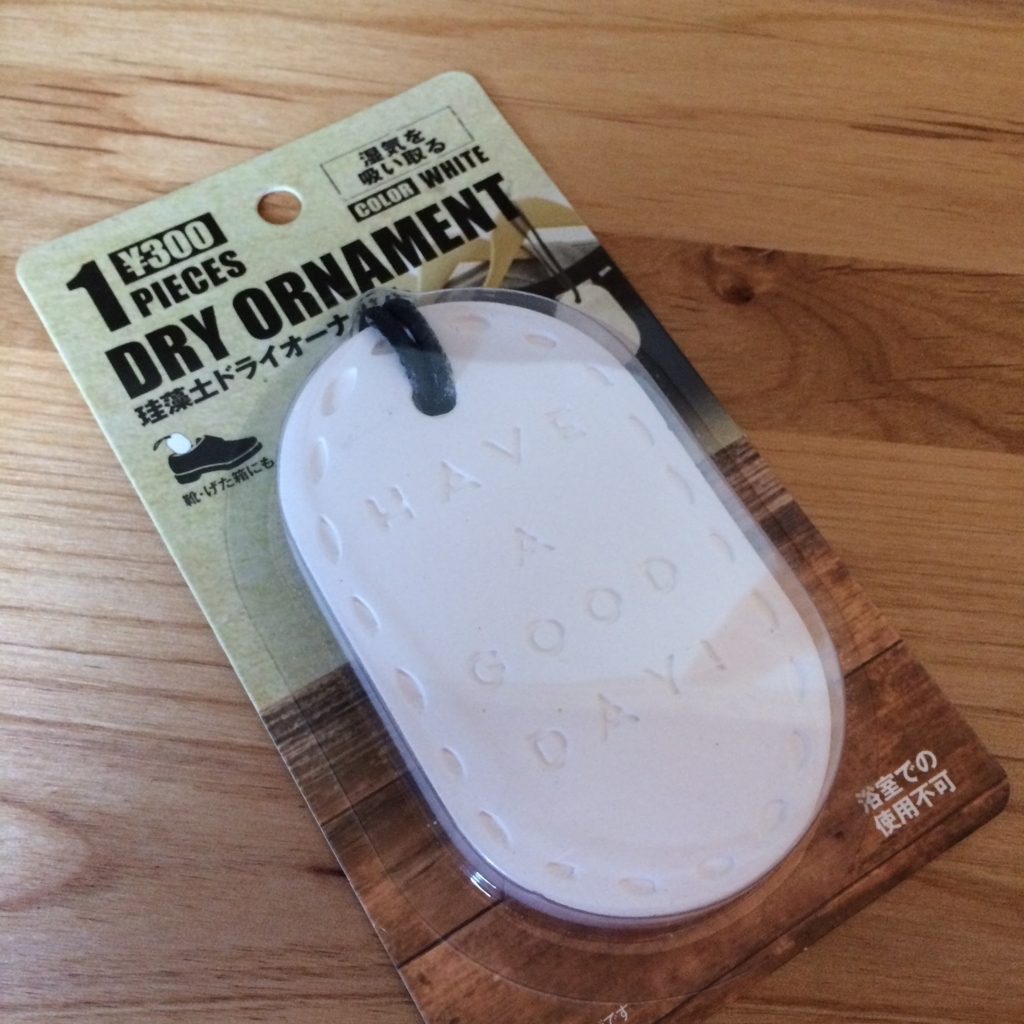 湿気を
吸い取る
COLOR WHITE
1 ¥300
PIECES
DRY ORNAMENT
珪藻土ドライオーナ
靴・げた箱にも
HAVE
A
GOOD
DAY!
浴室での
使用不可
です